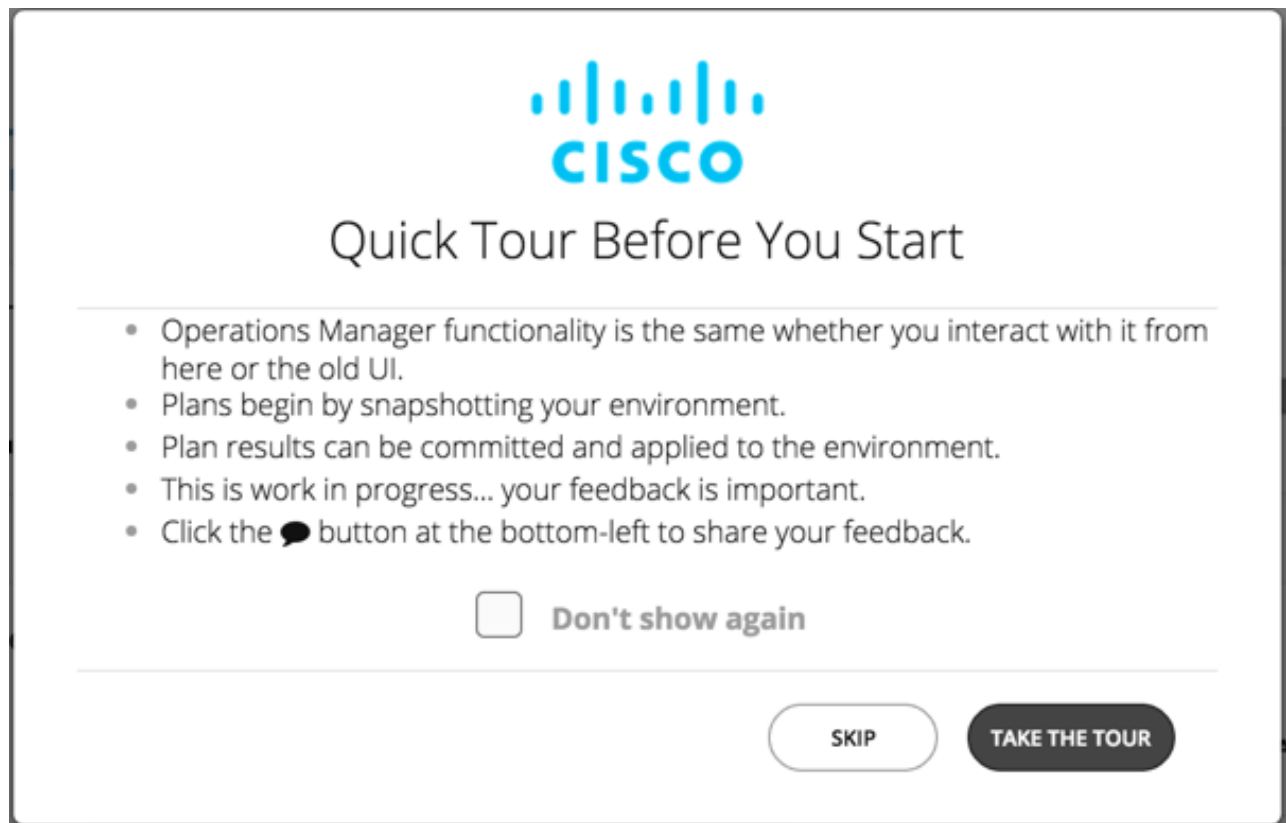 CISCO
Quick Tour Before You Start
Operations Manager functionality is the same whether you interact with it from
here or the old UI.
Plans begin by snapshotting your environment.
Plan results can be committed and applied to the environment.
This is work in progress... your feedback is important.
Click the button at the bottom-left to share your feedback.
Don't show again
SKIP
TAKE THE TOUR